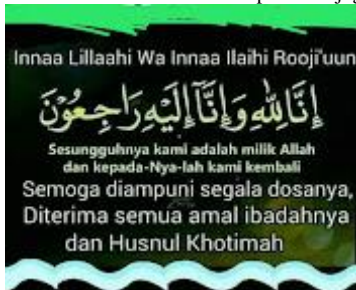 Innaa Lillaahi Wa Innaa Ilaihi Rooji'uun
إِنَّا لِلّٰهِ وَإِنَّآ إِلَيْهِ رَاجِعُوْنَ
Sesungguhnya kami adalah milik Allah
dan kepada-Nya-lah kami kembali
Semoga diampuni segala dosanya,
Diterima semua amal ibadahnya
dan Husnul Khotimah